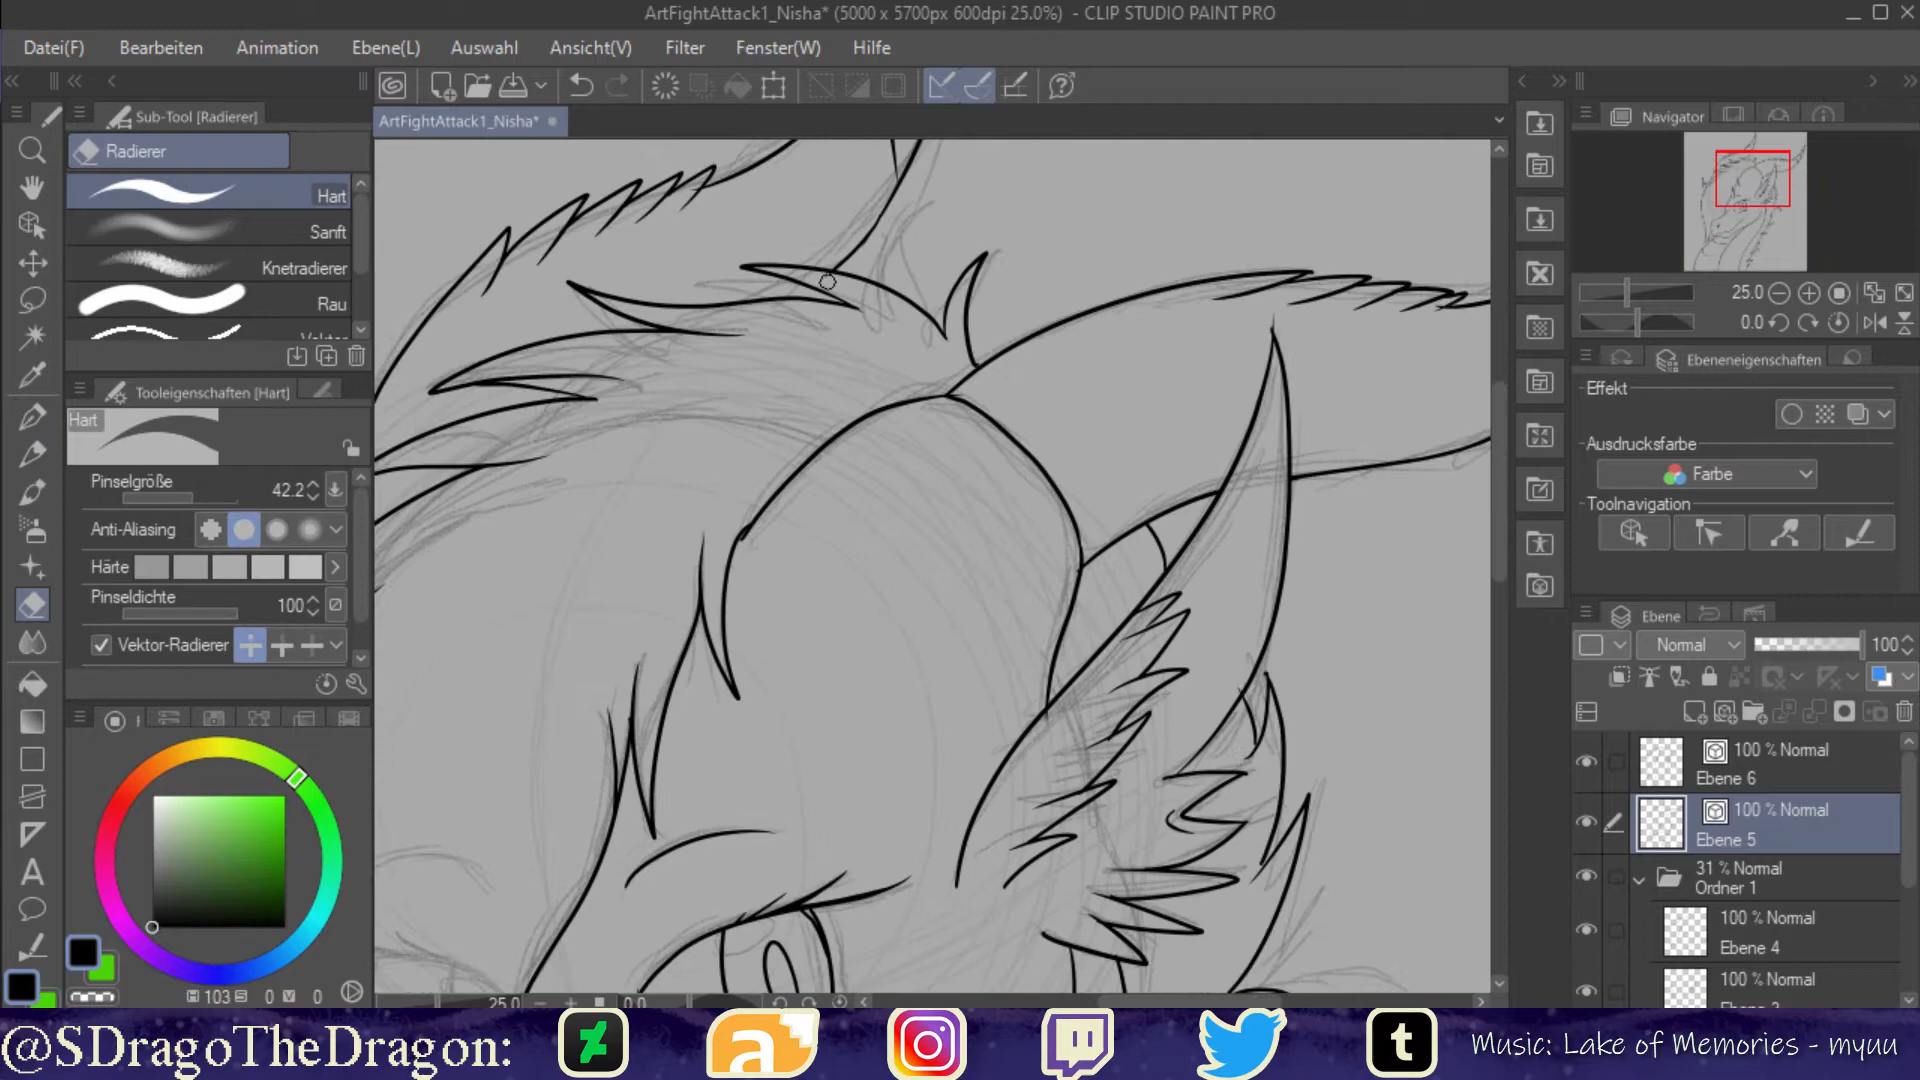 ArtFightAttack1_Nisha* (5000 x 5700px 600dpi 25.0%) - CLIP STUDIO PAINT PRO
Datei(F) Bearbeiten Animation Ebene(L) Auswahl Ansicht(V) Filter Fenster(W) Hilfe
Sub-Tool [Radierer]
ArtFightAttack1_Nisha*
Navigator
Radierer
Hart
Sanft
Knetradierer
Rau
25.0
0.0
Ebeneneigenschaften
Effekt
Tooleigenschaften [Hart]
Hart
Ausdrucksfarbe
Farbe
Pinselgröße
42.2
Toolnavigation
Anti-Aliasing
Härte
Pinseldichte
100
Vektor-Radierer
Ebene
Normal
100
100 % Normal
Ebene 6
100 % Normal
Ebene 5
31 % Normal
Ordner 1
100 % Normal
Ebene 4
100 % Normal
H 103 S 0 V 0
25.0
0.0
@SDragoTheDragon:
a
t
Music: Lake of Memories - myuu